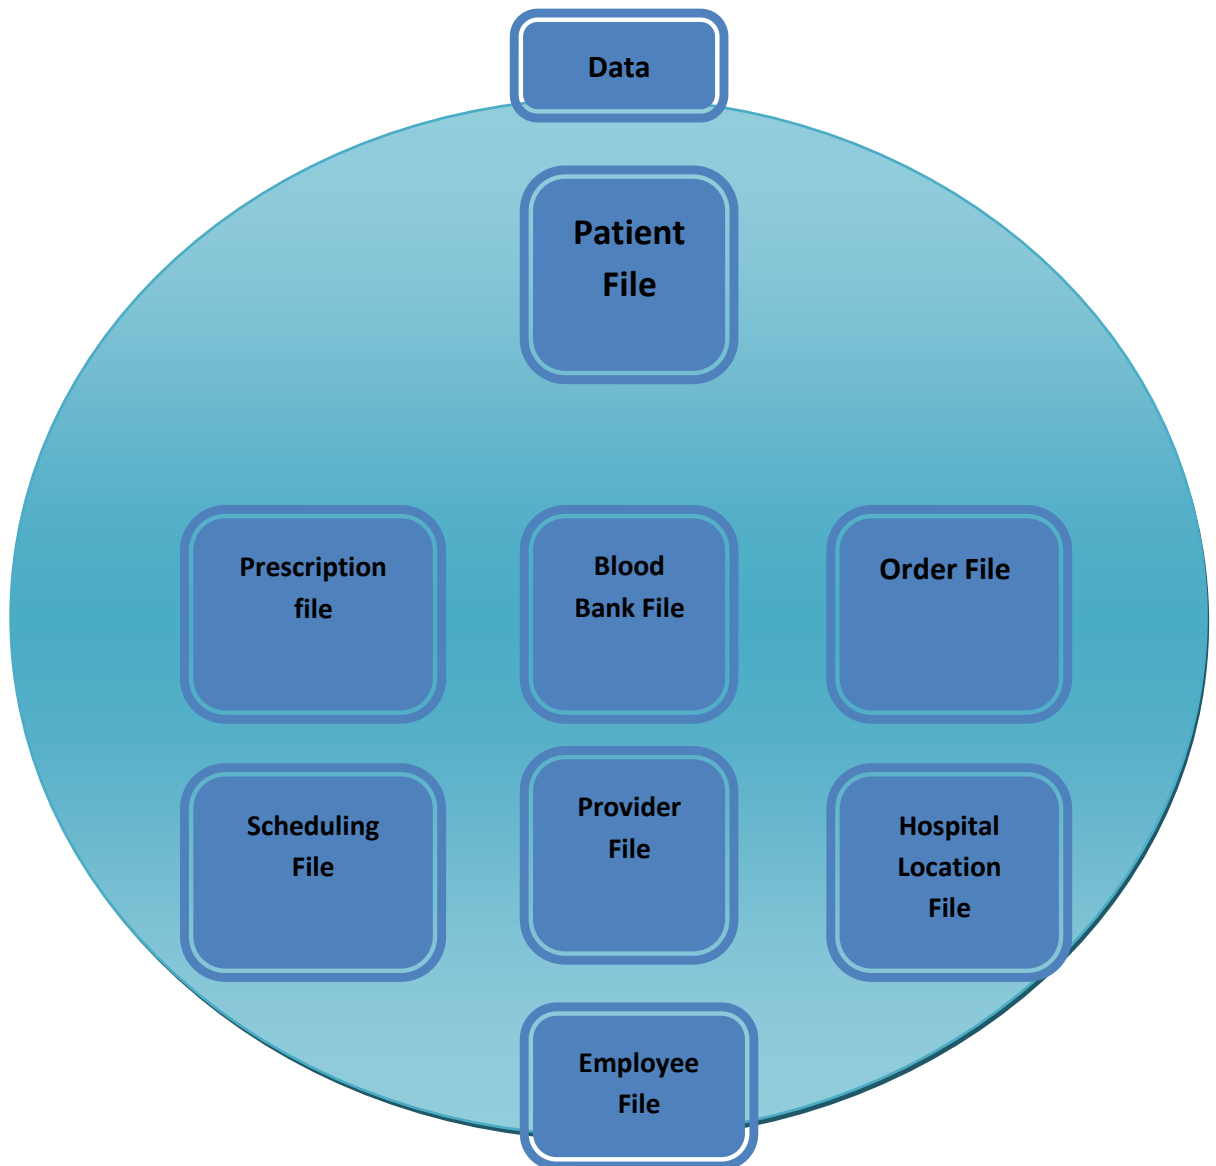 Data
Patient
File
Prescription
file
Blood
Bank File
Order File
Scheduling
File
Provider
File
Hospital
Location
File
Employee
File